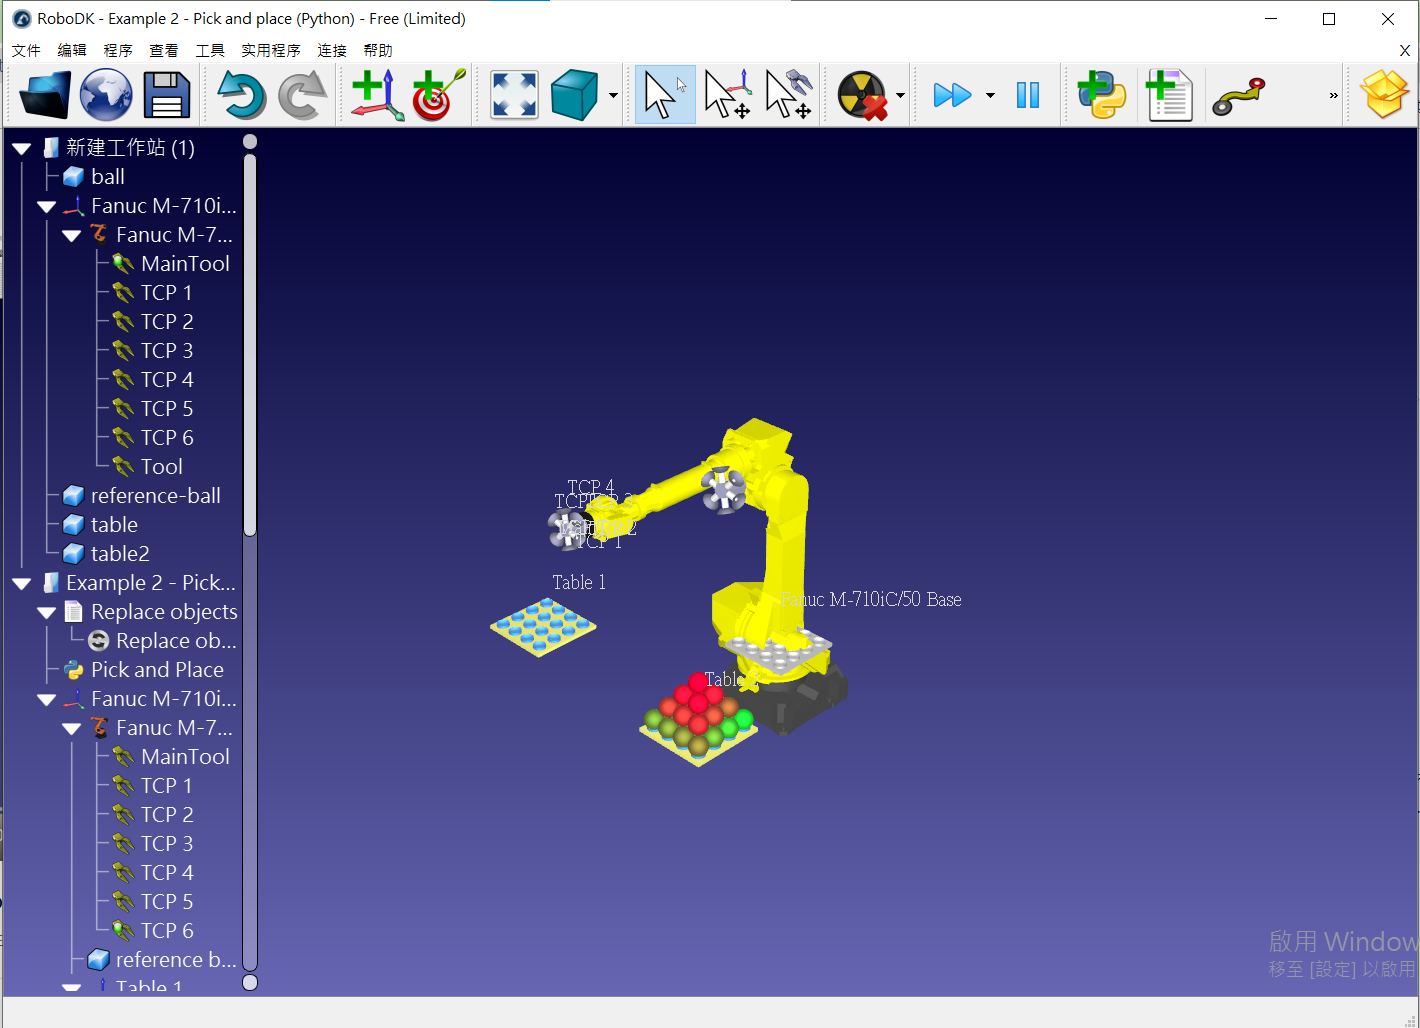 RoboDK - Example 2 - Pick and place (Python) - Free (Limited)
文件 编辑 程序 查看 工具 实用程序 连接 帮助 X
»
新建工作站 (1)
ball
Fanuc M-710i...
Fanuc M-7...
MainTool
TCP 1
TCP 2
TCP 3
TCP 4
TCP 5
TCP 6
Tool
reference-ball
table
table2
Example 2 - Pick...
Replace objects
Replace ob...
Pick and Place
Fanuc M-710i...
Fanuc M-7...
MainTool
TCP 1
TCP 2
TCP 3
TCP 4
TCP 5
TCP 6
reference b...
Table 1
TCP 4
TCP 1
Table 1
Fanuc M-710iC/50 Base
Table 2
啟用 Window
移至 [設定] 以啟用